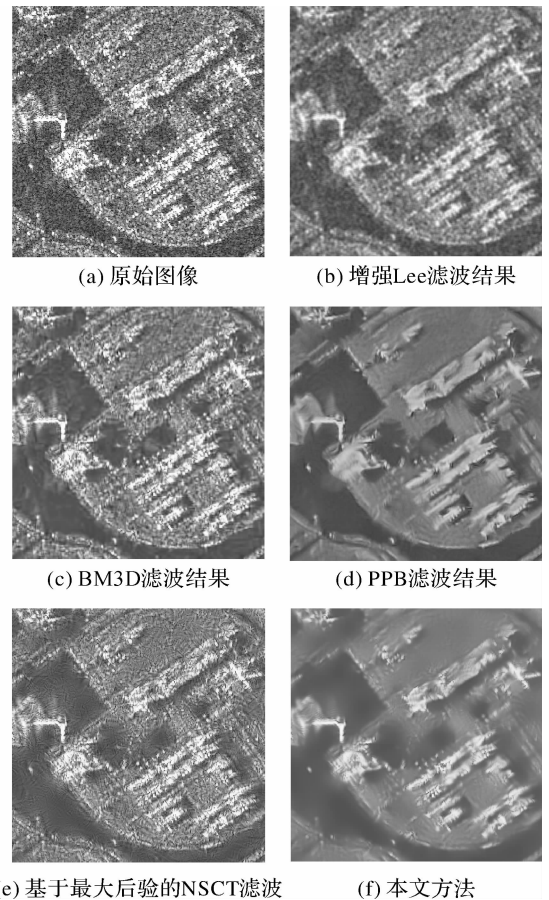 (a) 原始图像
(b) 增强Lee滤波结果
(c) BM3D滤波结果
(d) PPB滤波结果
e) 基于最大后验的NSCT滤波
(f) 本文方法